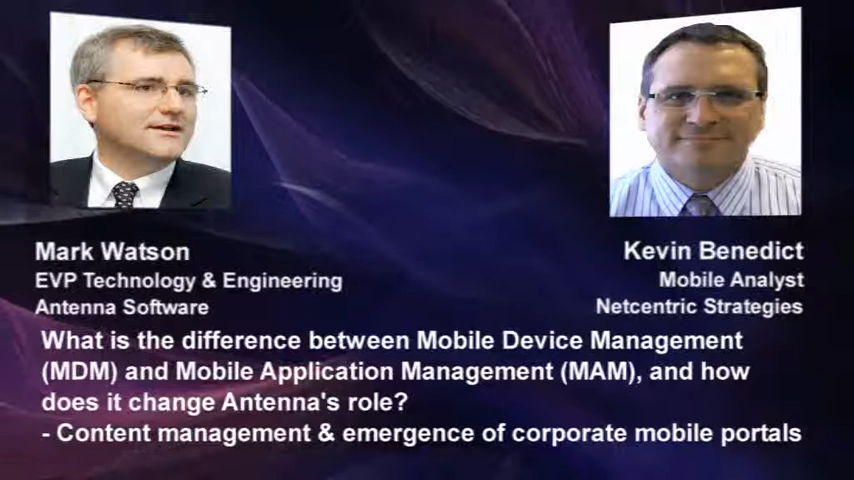 Mark Watson
EVP Technology & Engineering
Antenna Software
Kevin Benedict
Mobile Analyst
Netcentric Strategies
What is the difference between Mobile Device Management
(MDM) and Mobile Application Management (MAM), and how
does it change Antenna's role?
- Content management & emergence of corporate mobile portals